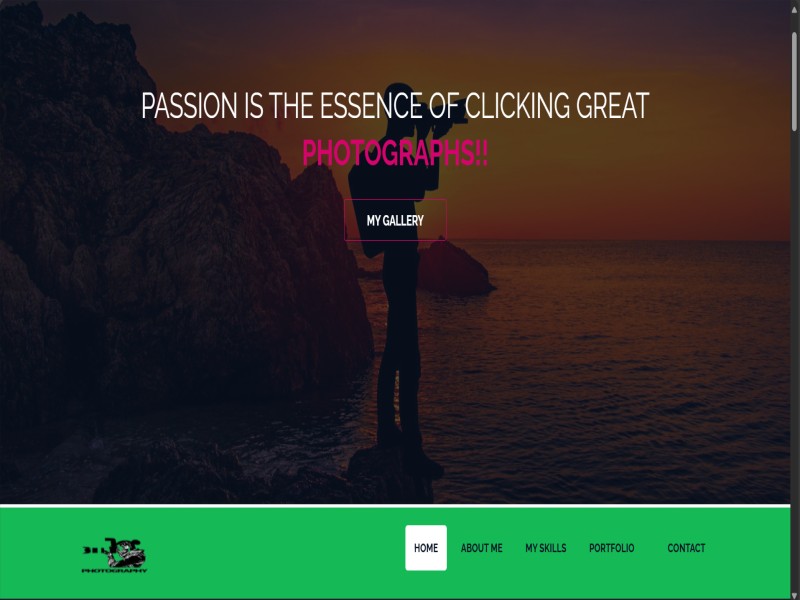 PASSION IS THE ESSENCE OF CLICKING GREAT
PHOTOGRAPHS!!
MY GALLERY
PHOTOGRAPHY
HOME ABOUT ME MY SKILLS PORTFOLIO CONTACT